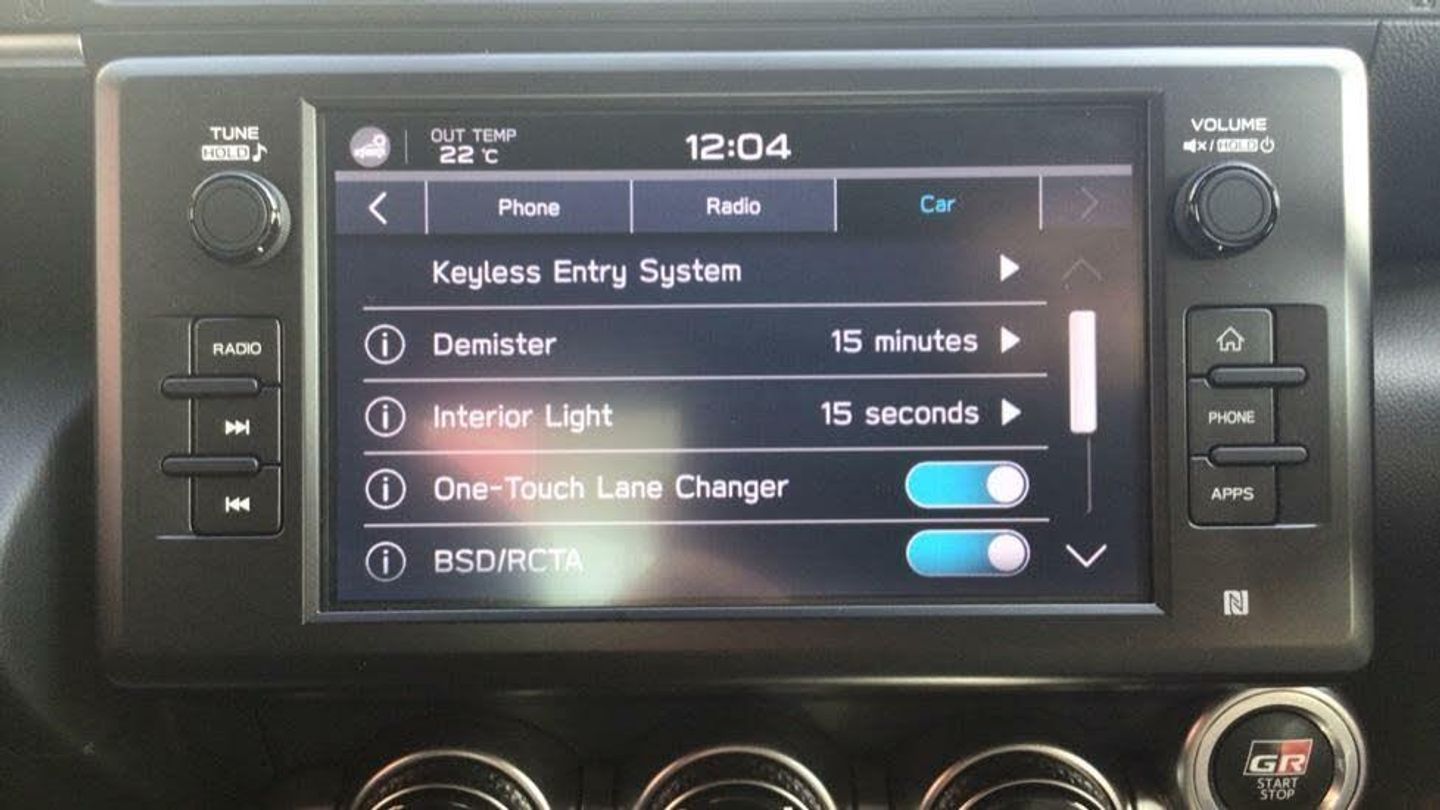 TUNE
HOLD ♪
OUT TEMP
22 °C
12:04
VOLUME
/ HOLD
Phone
Radio
Car
Keyless Entry System
Demister 15 minutes
Interior Light 15 seconds
One-Touch Lane Changer
BSD/RCTA
RADIO
PHONE
APPS
N
GR
START
STOP